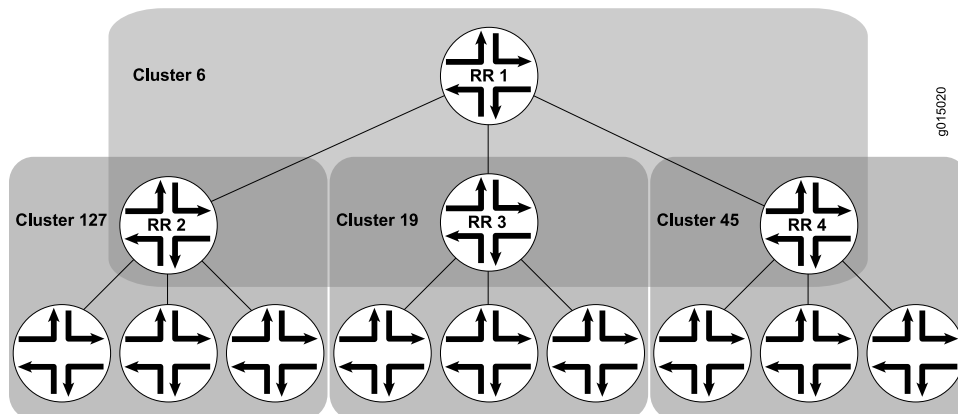 Cluster 6
RR 1
g015020
Cluster 127
RR 2
Cluster 19
RR 3
Cluster 45
RR 4